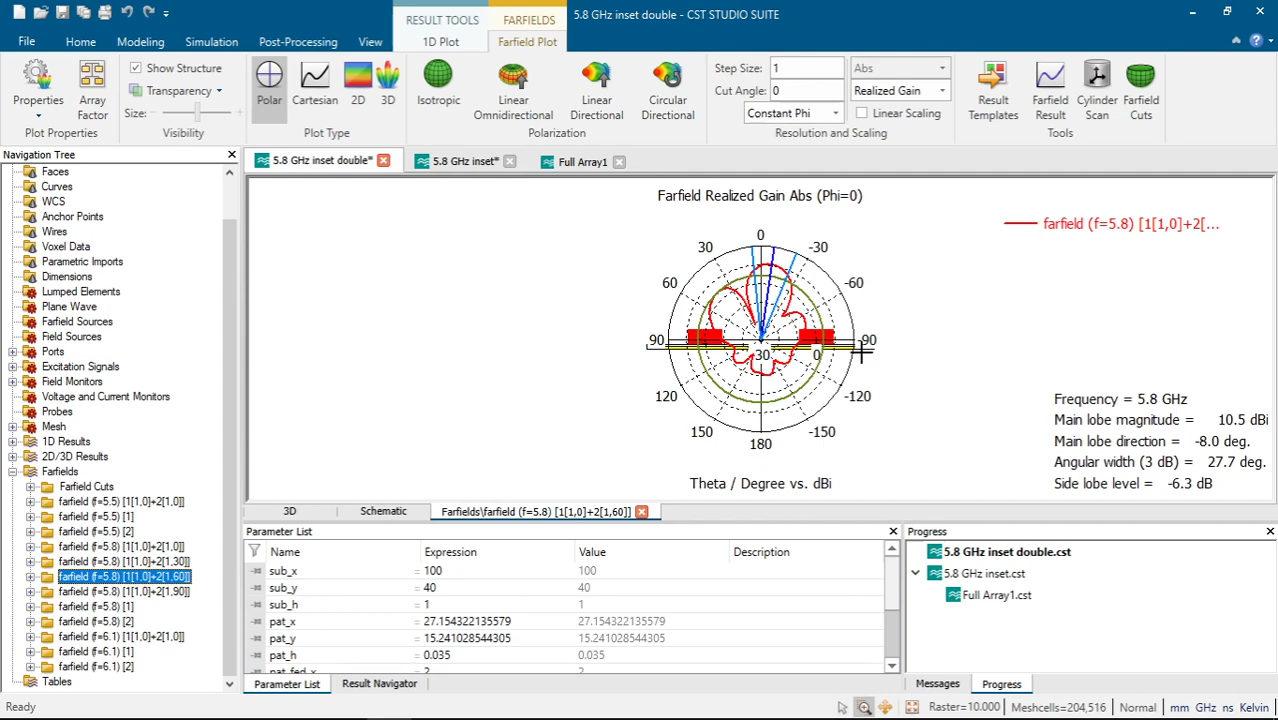 RESULT TOOLS
FARFIELDS
5.8 GHz inset double - CST STUDIO SUITE
File
Home
Modeling
Simulation
Post-Processing
View
1D Plot
Farfield Plot
Properties
Array Factor
Plot Properties
Show Structure
Transparency
Size:
Visibility
Polar
Cartesian
2D
3D
Plot Type
Isotropic
Linear Omnidirectional
Linear Directional
Circular Directional
Polarization
Step Size: 1
Cut Angle: 0
Constant Phi
Abs
Realized Gain
Linear Scaling
Resolution and Scaling
Result Templates
Farfield Result
Cylinder Scan
Farfield Cuts
Tools
Navigation Tree
Faces
Curves
WCS
Anchor Points
Wires
Voxel Data
Parametric Imports
Dimensions
Lumped Elements
Plane Wave
Farfield Sources
Field Sources
Ports
Excitation Signals
Field Monitors
Voltage and Current Monitors
Probes
Mesh
1D Results
2D/3D Results
Farfields
Farfield Cuts
farfield (f=5.5) [1[1,0]+2[1,0]]
farfield (f=5.5) [1]
farfield (f=5.5) [2]
farfield (f=5.8) [1[1,0]+2[1,0]]
farfield (f=5.8) [1[1,0]+2[1,30]]
farfield (f=5.8) [1[1,0]+2[1,60]]
farfield (f=5.8) [1[1,0]+2[1,90]]
farfield (f=5.8) [1]
farfield (f=5.8) [2]
farfield (f=6.1) [1[1,0]+2[1,0]]
farfield (f=6.1) [1]
farfield (f=6.1) [2]
Tables
5.8 GHz inset double*
5.8 GHz inset*
Full Array1
Farfield Realized Gain Abs (Phi=0)
farfield (f=5.8) [1[1,0]+2[...
0
30
-30
60
-60
90
-90
30
0
120
-120
150
-150
180
Theta / Degree vs. dBi
Frequency = 5.8 GHz
Main lobe magnitude = 10.5 dBi
Main lobe direction = -8.0 deg.
Angular width (3 dB) = 27.7 deg.
Side lobe level = -6.3 dB
3D
Schematic
Farfields\farfield (f=5.8) [1[1,0]+2[1,60]]
Parameter List
Name Expression Value Description
sub_x = 100 100
sub_y = 40 40
sub_h = 1 1
pat_x = 27.154322135579 27.154322135579
pat_y = 15.241028544305 15.241028544305
pat_h = 0.035 0.035
pat_fed_x = 2 2
Parameter List
Result Navigator
Progress
5.8 GHz inset double.cst
5.8 GHz inset.cst
Full Array1.cst
Messages
Progress
Ready
Raster=10.000
Meshcells=204,516
Normal
mm GHz ns Kelvin